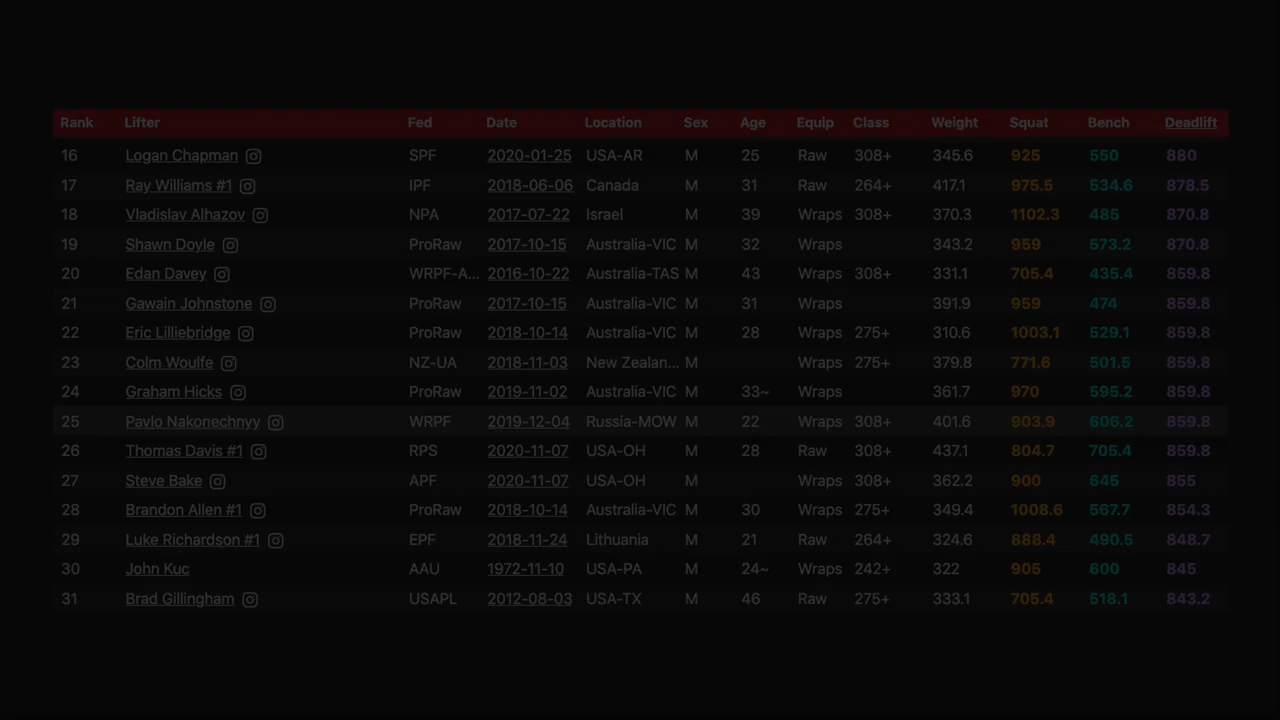 Rank Lifter Fed Date Location Sex Age Equip Class Weight Squat Bench Deadlift
16 Logan Chapman SPF 2020-01-25 USA-AR M 25 Raw 308+ 345.6 925 550 880
17 Ray Williams #1 IPF 2018-06-06 Canada M 31 Raw 264+ 417.1 975.5 534.6 878.5
18 Vladislav Alhazov NPA 2017-07-22 Israel M 39 Wraps 308+ 370.3 1102.3 485 870.8
19 Shawn Doyle ProRaw 2017-10-15 Australia-VIC M 32 Wraps 343.2 959 573.2 870.8
20 Edan Davey WRPF-A... 2016-10-22 Australia-TAS M 43 Wraps 308+ 331.1 705.4 435.4 859.8
21 Gawain Johnstone ProRaw 2017-10-15 Australia-VIC M 31 Wraps 391.9 959 474 859.8
22 Eric Lilliebridge ProRaw 2018-10-14 Australia-VIC M 28 Wraps 275+ 310.6 1003.1 529.1 859.8
23 Colm Woulfe NZ-UA 2018-11-03 New Zealan... M Wraps 275+ 379.8 771.6 501.5 859.8
24 Graham Hicks ProRaw 2019-11-02 Australia-VIC M 33~ Wraps 361.7 970 595.2 859.8
25 Pavlo Nakonechnyy WRPF 2019-12-04 Russia-MOW M 22 Wraps 308+ 401.6 903.9 606.2 859.8
26 Thomas Davis #1 RPS 2020-11-07 USA-OH M 28 Raw 308+ 437.1 804.7 705.4 859.8
27 Steve Bake APF 2020-11-07 USA-OH M Wraps 308+ 362.2 900 645 855
28 Brandon Allen #1 ProRaw 2018-10-14 Australia-VIC M 30 Wraps 275+ 349.4 1008.6 567.7 854.3
29 Luke Richardson #1 EPF 2018-11-24 Lithuania M 21 Raw 264+ 324.6 888.4 490.5 848.7
30 John Kuc AAU 1972-11-10 USA-PA M 24~ Wraps 242+ 322 905 600 845
31 Brad Gillingham USAPL 2012-08-03 USA-TX M 46 Raw 275+ 333.1 705.4 518.1 843.2